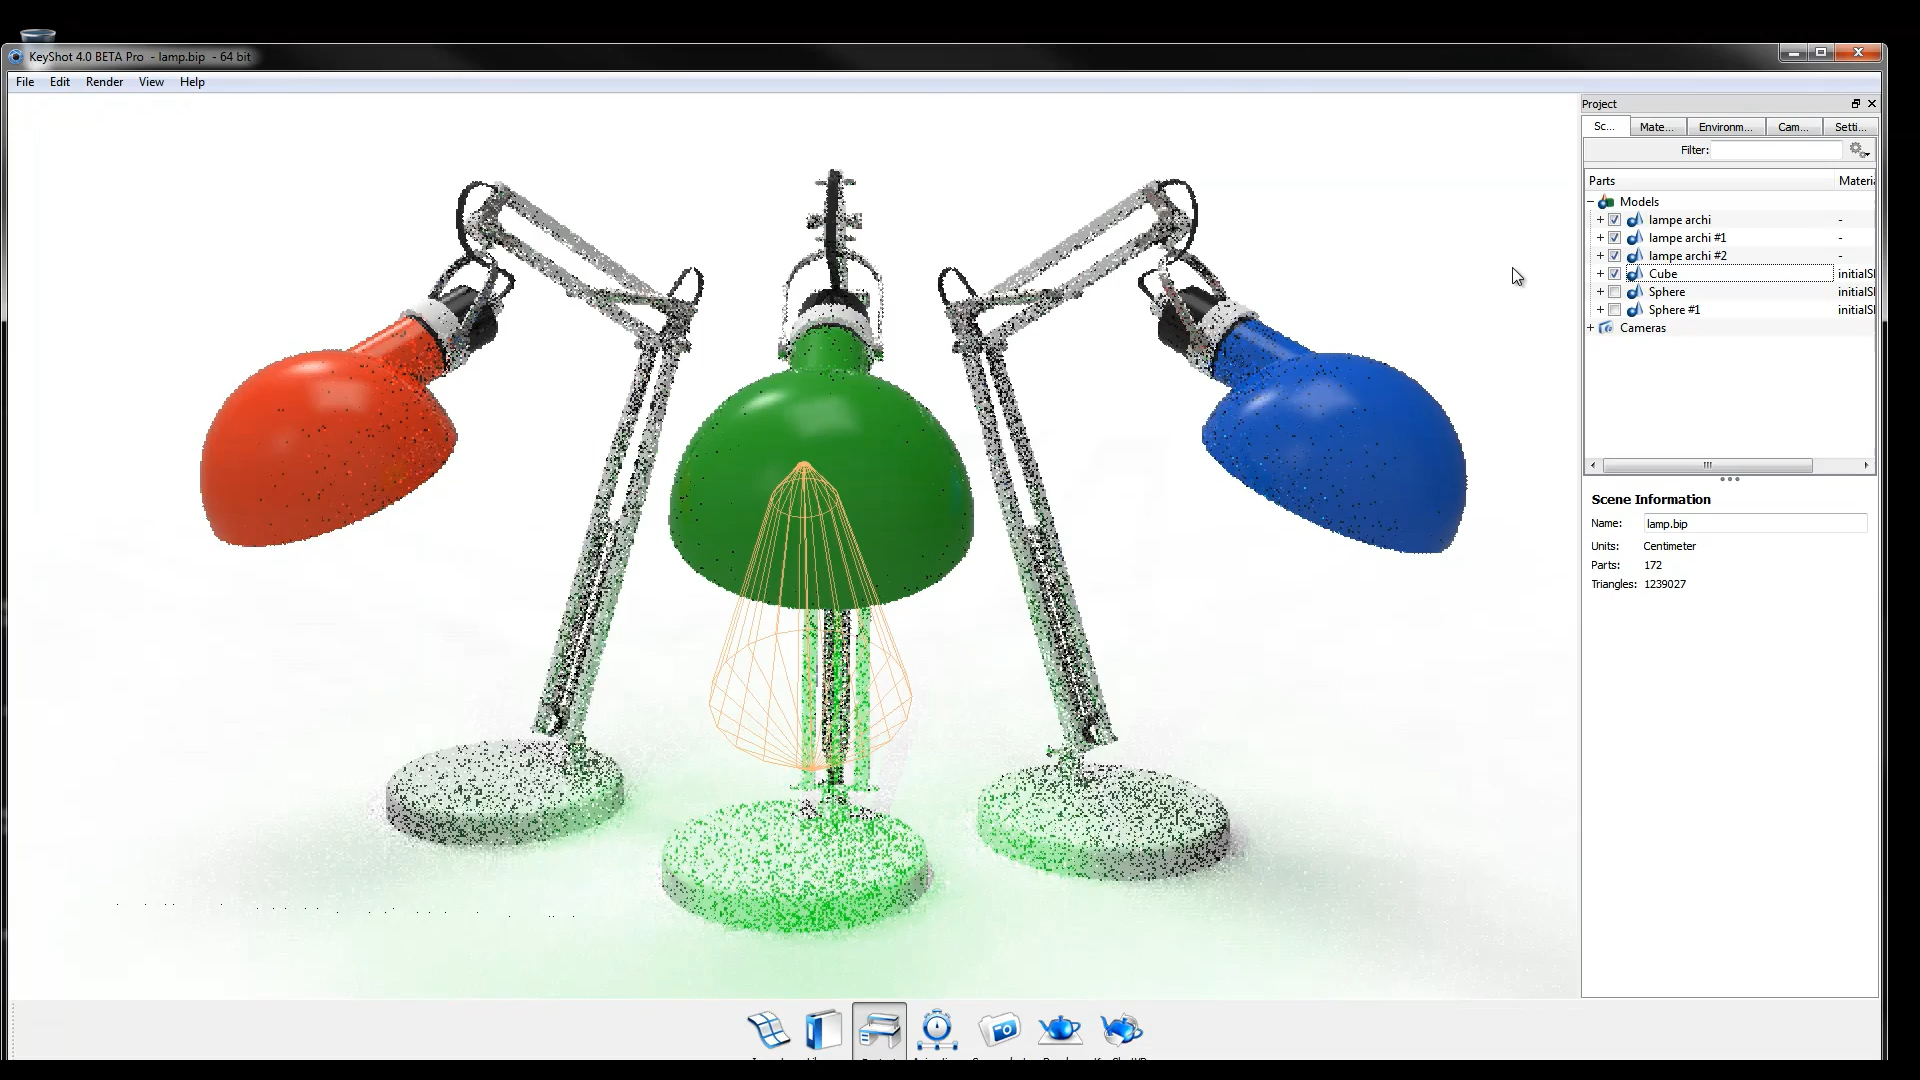 KeyShot 4.0 BETA Pro - lamp.bip - 64 bit
File Edit Render View Help
Project
Sc... Mate... Environm... Cam... Setti...
Filter:
Parts Materi
Models
lampe archi -
lampe archi #1 -
lampe archi #2 -
Cube initialSl
Sphere initialSl
Sphere #1 initialSl
Cameras
Scene Information
Name: lamp.bip
Units: Centimeter
Parts: 172
Triangles: 1239027